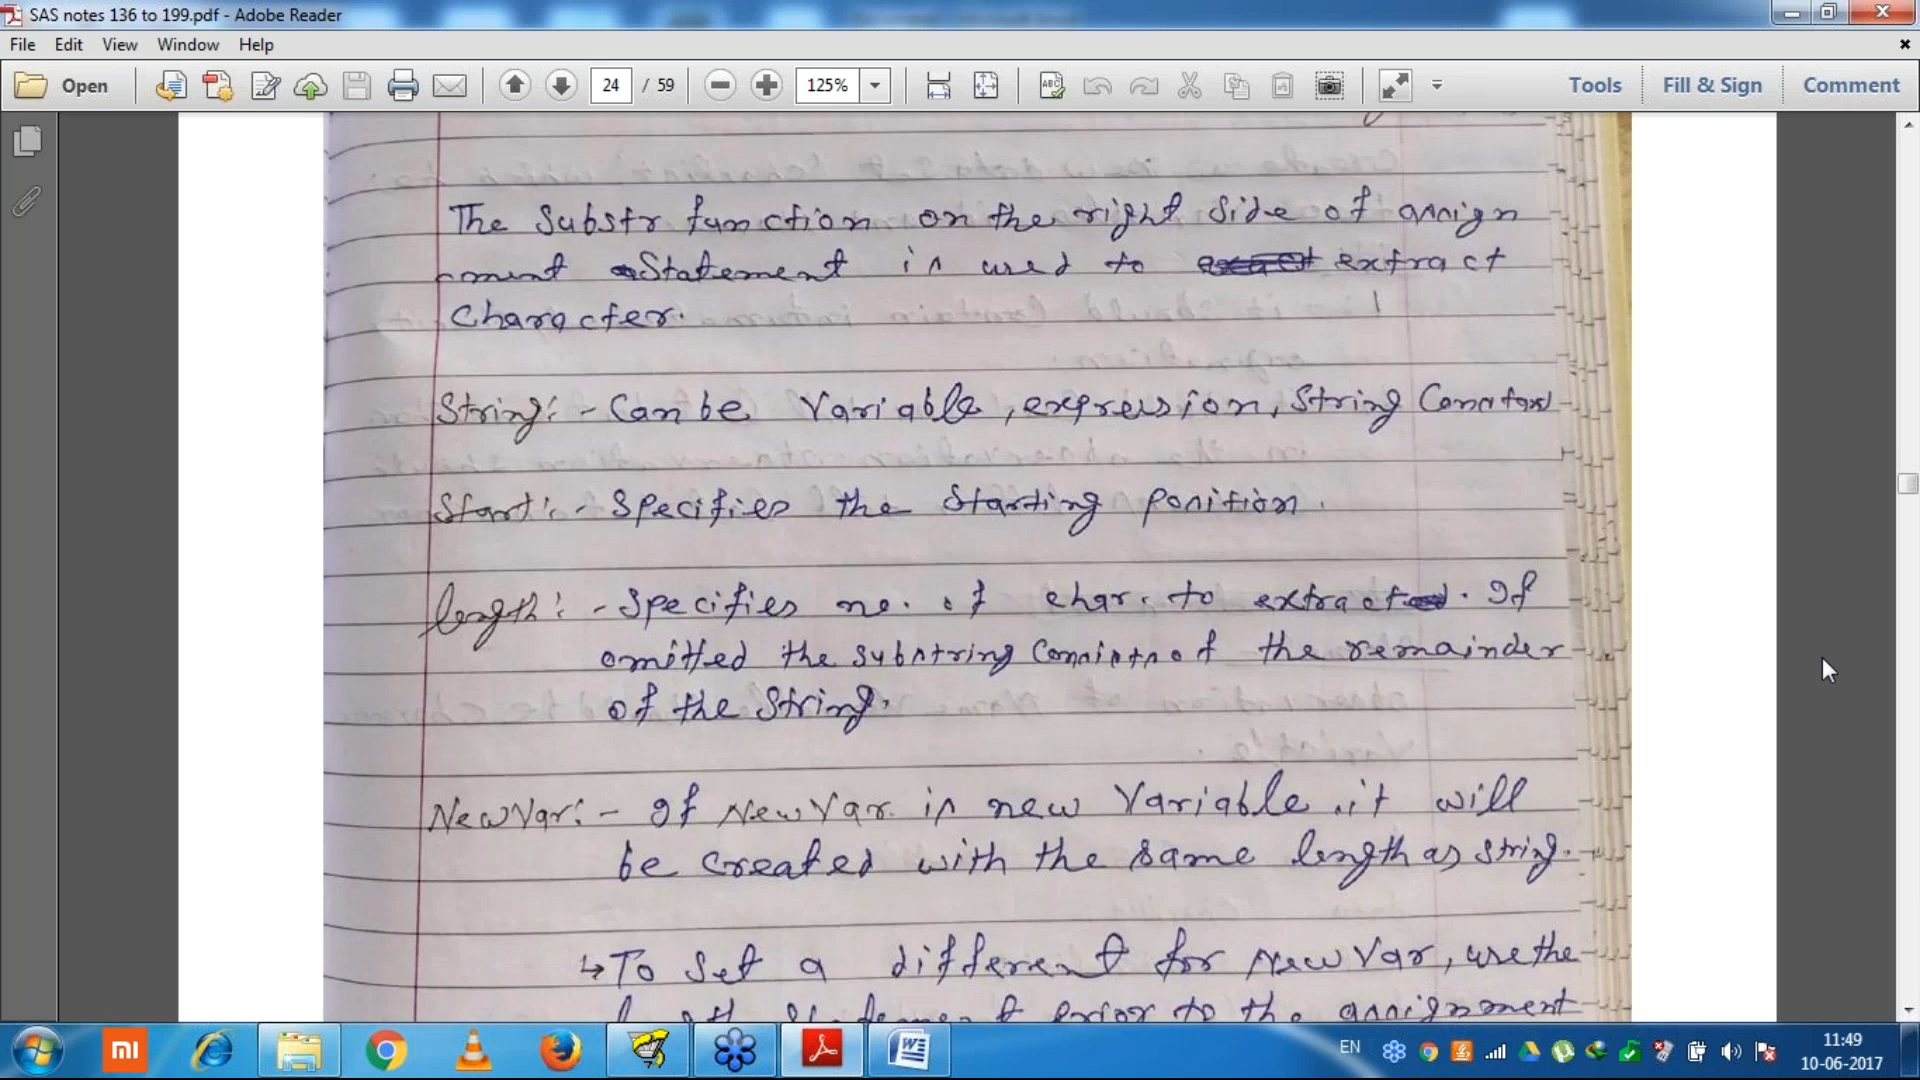 SAS notes 136 to 199.pdf - Adobe Reader
File Edit View Window Help
Open 24 / 59 125% Tools Fill & Sign Comment
The Substr function on the right Side of assign
ment Statement is used to extract
Character.
String:- Can be Variable, expression, String Constant
Start:- Specifies the Starting position.
length:- Specifies no. of char. to extract. If
omitted the substring Consists of the remainder
of the String.
NewVar:- If NewVar is new Variable, it will
be created with the same length as string.
↳ To Set a different for NewVar, use the
prior to the assignment
EN 11:49
10-06-2017